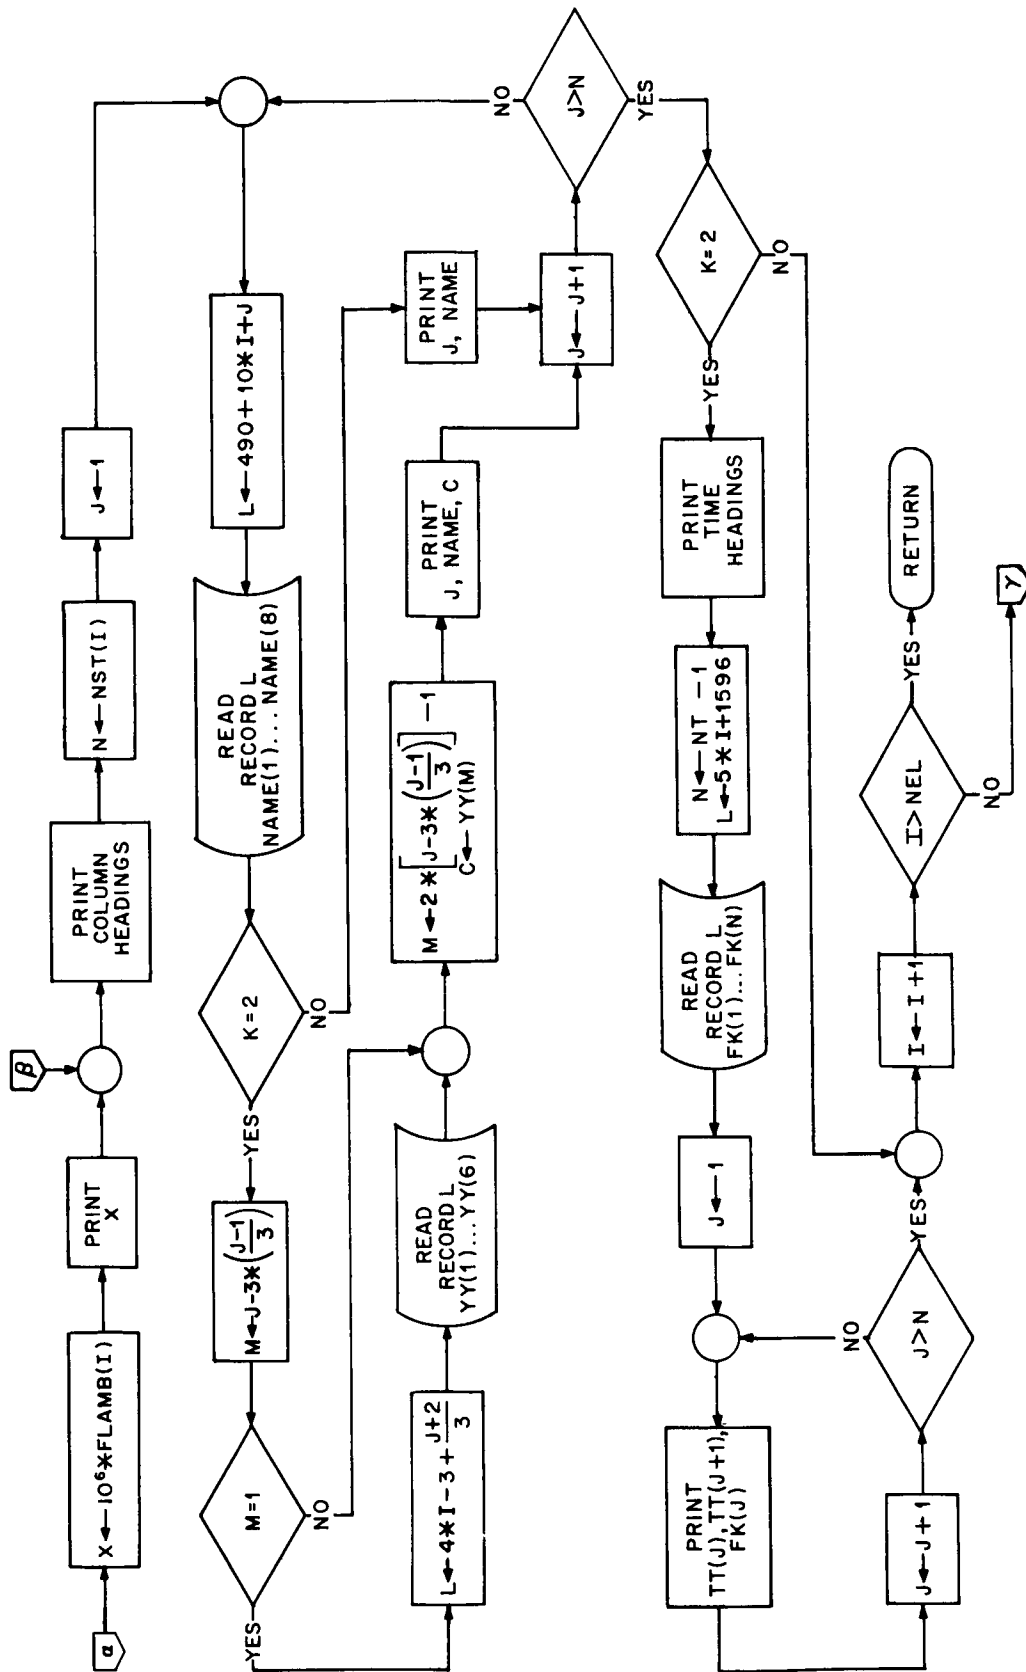 α
X←10⁶*FLAMB(I)
PRINT
X
β
PRINT
COLUMN
HEADINGS
N←NST(I)
J←1
L←490+10*I+J
READ
RECORD L
NAME(1)...NAME(8)
K=2
YES
NO
M←J-3*(J-1/3)
M=1
YES
NO
L←4*I-3+J+2/3
READ
RECORD L
YY(1)...YY(6)
M←2*[J-3*(J-1/3)]-1
C←YY(M)
PRINT
J, NAME, C
PRINT
J, NAME
J←J+1
J>N
NO
YES
K=2
YES
NO
PRINT
TIME
HEADINGS
N←NT-1
L←5*I+1596
READ
RECORD L
FK(1)...FK(N)
J←1
PRINT
TT(J),TT(J+1),
FK(J)
J←J+1
J>N
NO
YES
I←I+1
I>NEL
YES
NO
RETURN
γ